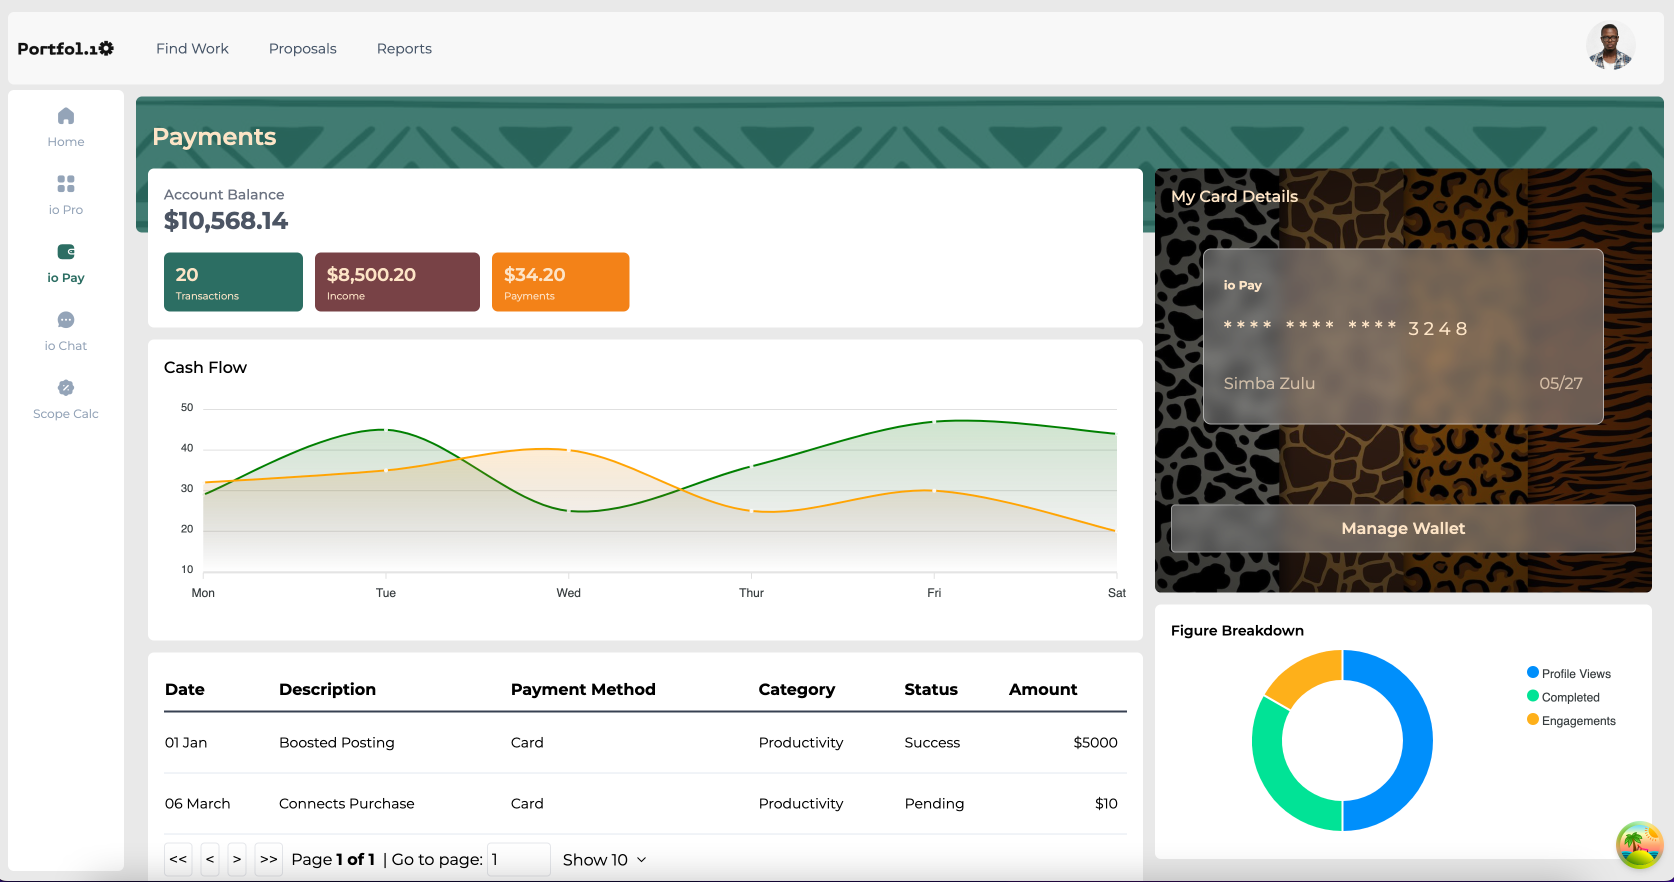 Portfol.1o
Find Work
Proposals
Reports
Home
io Pro
io Pay
io Chat
Scope Calc
Payments
Account Balance
$10,568.14
20
Transactions
$8,500.20
Income
$34.20
Payments
Cash Flow
50
40
30
20
10
Mon Tue Wed Thur Fri Sat
Date Description Payment Method Category Status Amount
01 Jan Boosted Posting Card Productivity Success $5000
06 March Connects Purchase Card Productivity Pending $10
<< < > >> Page 1 of 1 | Go to page: 1 Show 10
My Card Details
io Pay
**** **** **** 3248
Simba Zulu 05/27
Manage Wallet
Figure Breakdown
Profile Views
Completed
Engagements